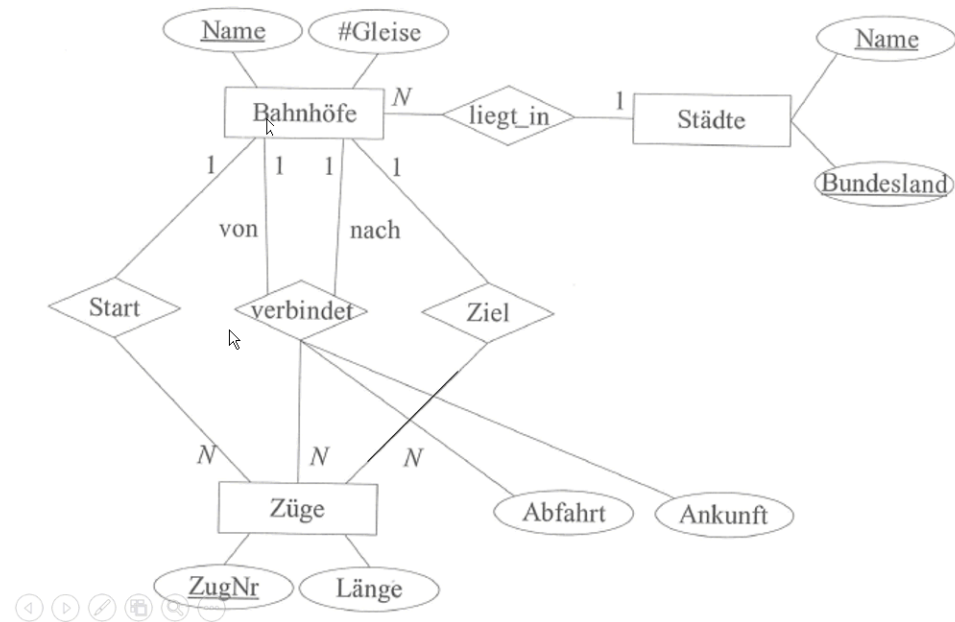 Name
#Gleise
Name
Bahnhöfe
N
liegt_in
1
Städte
Bundesland
1
1
1
1
von
nach
Start
verbindet
Ziel
N
N
N
Züge
Abfahrt
Ankunft
ZugNr
Länge